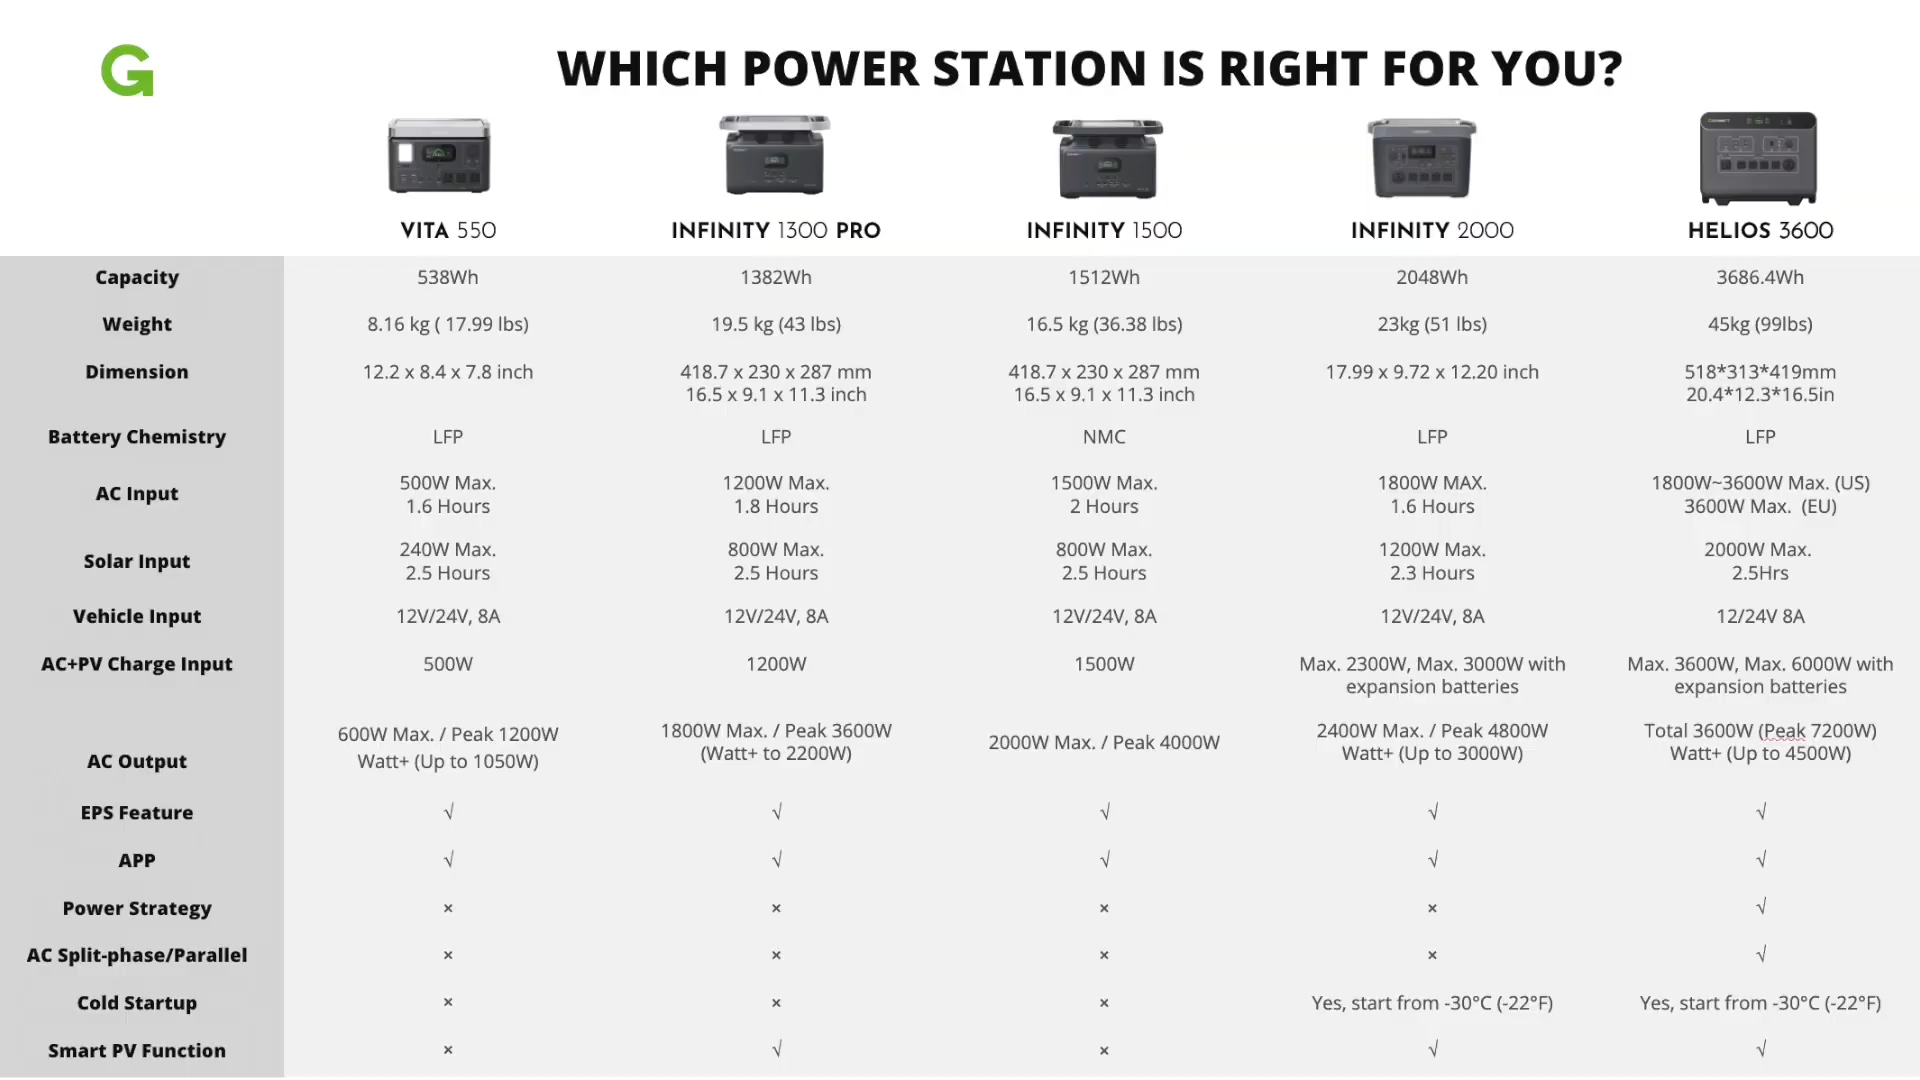 G
WHICH POWER STATION IS RIGHT FOR YOU?
VITA 550 INFINITY 1300 PRO INFINITY 1500 INFINITY 2000 HELIOS 3600
Capacity 538Wh 1382Wh 1512Wh 2048Wh 3686.4Wh
Weight 8.16 kg ( 17.99 lbs) 19.5 kg (43 lbs) 16.5 kg (36.38 lbs) 23kg (51 lbs) 45kg (99lbs)
Dimension 12.2 x 8.4 x 7.8 inch 418.7 x 230 x 287 mm 418.7 x 230 x 287 mm 17.99 x 9.72 x 12.20 inch 518*313*419mm
16.5 x 9.1 x 11.3 inch 16.5 x 9.1 x 11.3 inch 20.4*12.3*16.5in
Battery Chemistry LFP LFP NMC LFP LFP
AC Input 500W Max. 1200W Max. 1500W Max. 1800W MAX. 1800W~3600W Max. (US)
1.6 Hours 1.8 Hours 2 Hours 1.6 Hours 3600W Max. (EU)
Solar Input 240W Max. 800W Max. 800W Max. 1200W Max. 2000W Max.
2.5 Hours 2.5 Hours 2.5 Hours 2.3 Hours 2.5Hrs
Vehicle Input 12V/24V, 8A 12V/24V, 8A 12V/24V, 8A 12V/24V, 8A 12/24V 8A
AC+PV Charge Input 500W 1200W 1500W Max. 2300W, Max. 3000W with Max. 3600W, Max. 6000W with
expansion batteries expansion batteries
AC Output 600W Max. / Peak 1200W 1800W Max. / Peak 3600W 2000W Max. / Peak 4000W 2400W Max. / Peak 4800W Total 3600W (Peak 7200W)
Watt+ (Up to 1050W) (Watt+ to 2200W) Watt+ (Up to 3000W) Watt+ (Up to 4500W)
EPS Feature √ √ √ √ √
APP √ √ √ √ √
Power Strategy × × × × √
AC Split-phase/Parallel × × × × √
Cold Startup × × × Yes, start from -30°C (-22°F) Yes, start from -30°C (-22°F)
Smart PV Function × √ × √ √